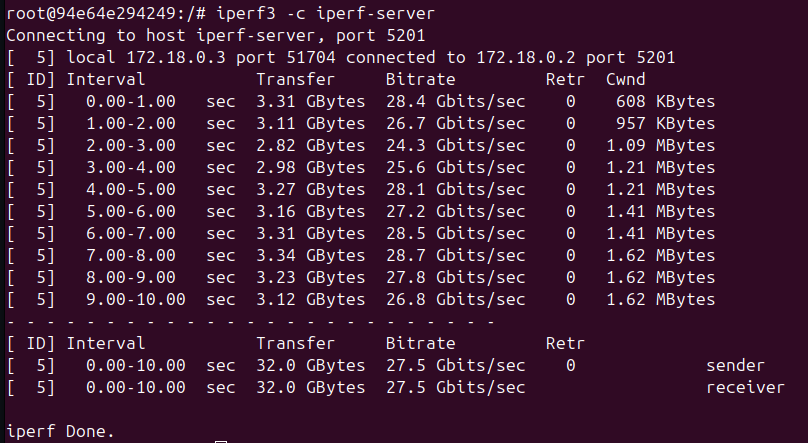 root@94e64e294249:/# iperf3 -c iperf-server
Connecting to host iperf-server, port 5201
[  5] local 172.18.0.3 port 51704 connected to 172.18.0.2 port 5201
[ ID] Interval           Transfer     Bitrate         Retr  Cwnd
[  5]   0.00-1.00   sec  3.31 GBytes  28.4 Gbits/sec    0    608 KBytes
[  5]   1.00-2.00   sec  3.11 GBytes  26.7 Gbits/sec    0    957 KBytes
[  5]   2.00-3.00   sec  2.82 GBytes  24.3 Gbits/sec    0   1.09 MBytes
[  5]   3.00-4.00   sec  2.98 GBytes  25.6 Gbits/sec    0   1.21 MBytes
[  5]   4.00-5.00   sec  3.27 GBytes  28.1 Gbits/sec    0   1.21 MBytes
[  5]   5.00-6.00   sec  3.16 GBytes  27.2 Gbits/sec    0   1.41 MBytes
[  5]   6.00-7.00   sec  3.31 GBytes  28.5 Gbits/sec    0   1.41 MBytes
[  5]   7.00-8.00   sec  3.34 GBytes  28.7 Gbits/sec    0   1.62 MBytes
[  5]   8.00-9.00   sec  3.23 GBytes  27.8 Gbits/sec    0   1.62 MBytes
[  5]   9.00-10.00  sec  3.12 GBytes  26.8 Gbits/sec    0   1.62 MBytes
- - - - - - - - - - - - - - - - - - - - - - - - -
[ ID] Interval           Transfer     Bitrate         Retr
[  5]   0.00-10.00  sec  32.0 GBytes  27.5 Gbits/sec    0             sender
[  5]   0.00-10.00  sec  32.0 GBytes  27.5 Gbits/sec                  receiver

iperf Done.